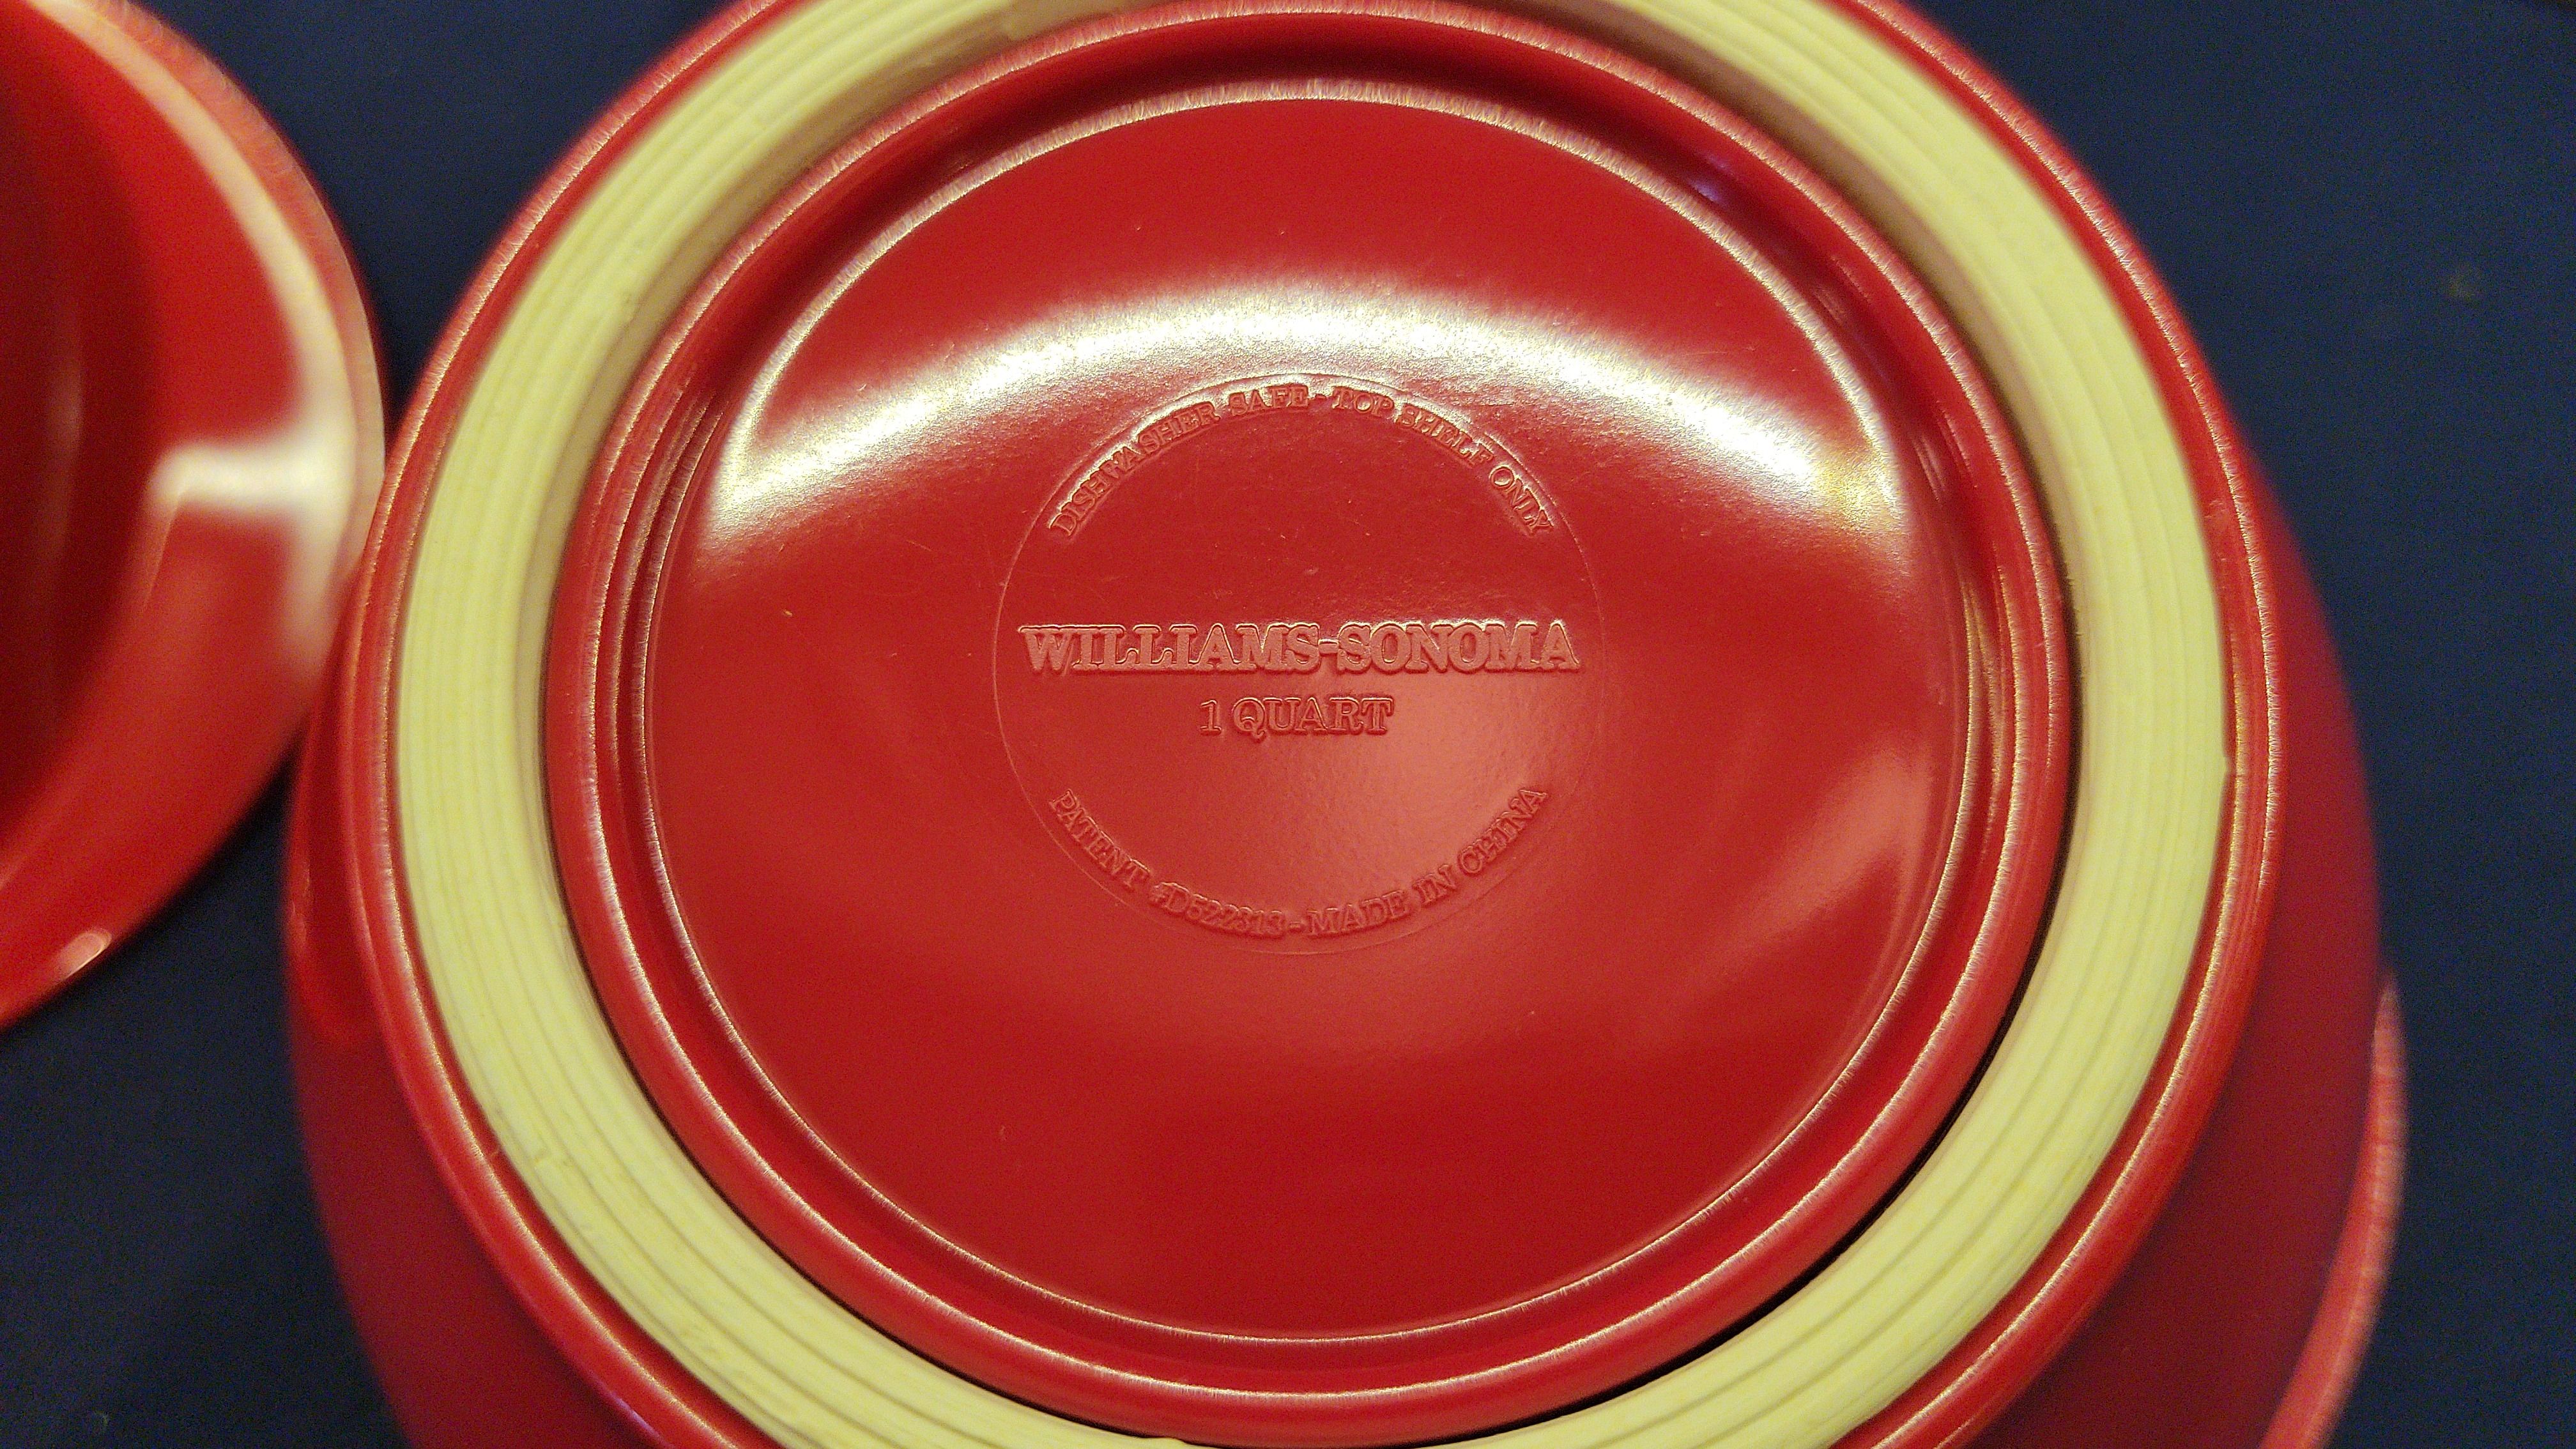 DISHWASHER SAFE - TOP SHELF ONLY
WILLIAMS-SONOMA
1 QUART
PATENT #D522313 - MADE IN CHINA